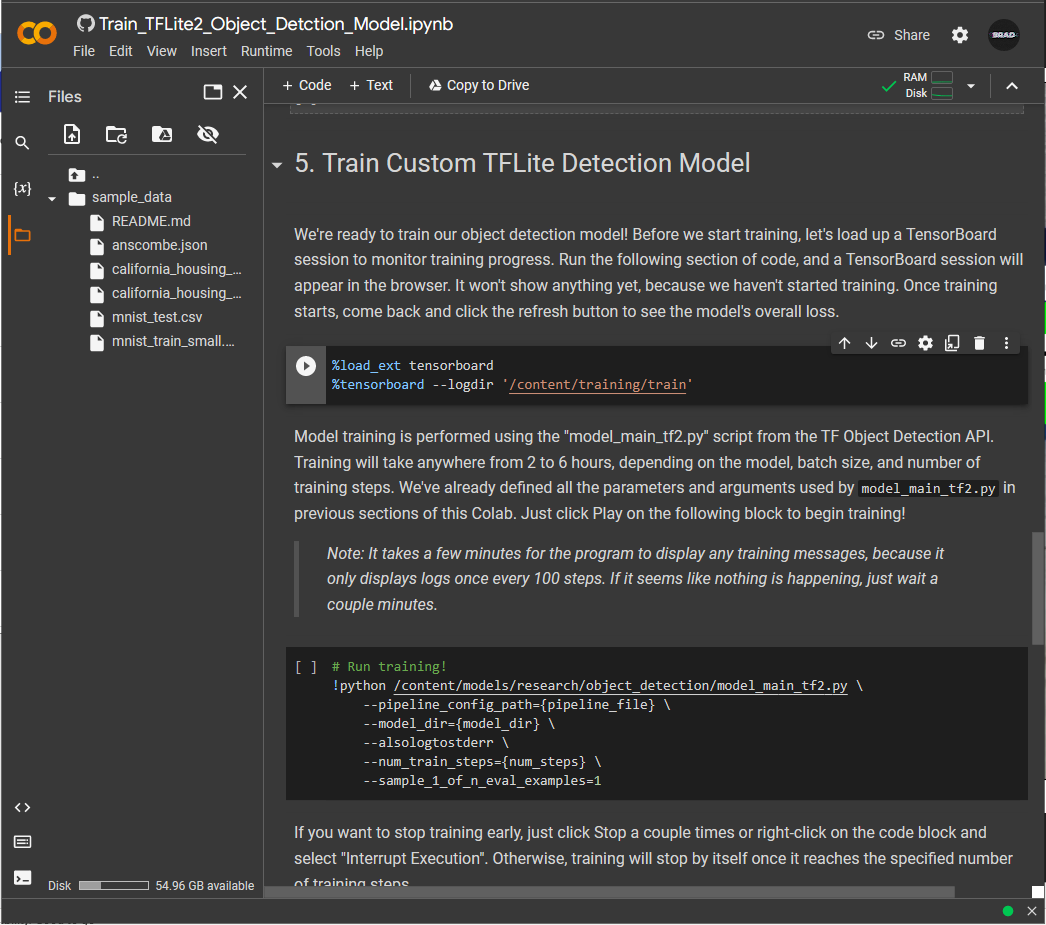 Train_TFLite2_Object_Detction_Model.ipynb
File Edit View Insert Runtime Tools Help
Share
BRAD
Files
+ Code + Text Copy to Drive
RAM
Disk
..
sample_data
README.md
anscombe.json
california_housing_...
california_housing_...
mnist_test.csv
mnist_train_small....
{x}
5. Train Custom TFLite Detection Model
We're ready to train our object detection model! Before we start training, let's load up a TensorBoard
session to monitor training progress. Run the following section of code, and a TensorBoard session will
appear in the browser. It won't show anything yet, because we haven't started training. Once training
starts, come back and click the refresh button to see the model's overall loss.
%load_ext tensorboard
%tensorboard --logdir '/content/training/train'
Model training is performed using the "model_main_tf2.py" script from the TF Object Detection API.
Training will take anywhere from 2 to 6 hours, depending on the model, batch size, and number of
training steps. We've already defined all the parameters and arguments used by model_main_tf2.py in
previous sections of this Colab. Just click Play on the following block to begin training!
Note: It takes a few minutes for the program to display any training messages, because it
only displays logs once every 100 steps. If it seems like nothing is happening, just wait a
couple minutes.
[ ] # Run training!
!python /content/models/research/object_detection/model_main_tf2.py \
--pipeline_config_path={pipeline_file} \
--model_dir={model_dir} \
--alsologtostderr \
--num_train_steps={num_steps} \
--sample_1_of_n_eval_examples=1
If you want to stop training early, just click Stop a couple times or right-click on the code block and
select "Interrupt Execution". Otherwise, training will stop by itself once it reaches the specified number
of training steps
Disk 54.96 GB available